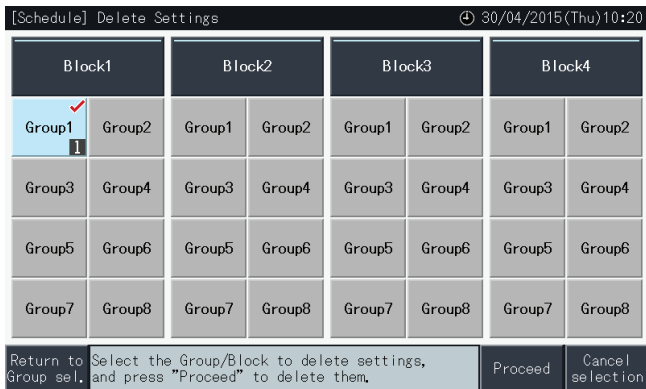 [Schedule] Delete Settings 30/04/2015(Thu)10:20
Block1 Block2 Block3 Block4
Group1 Group2 Group1 Group2 Group1 Group2 Group1 Group2
1
Group3 Group4 Group3 Group4 Group3 Group4 Group3 Group4
Group5 Group6 Group5 Group6 Group5 Group6 Group5 Group6
Group7 Group8 Group7 Group8 Group7 Group8 Group7 Group8
Return to Group sel.
Select the Group/Block to delete settings,
and press "Proceed" to delete them.
Proceed
Cancel
selection